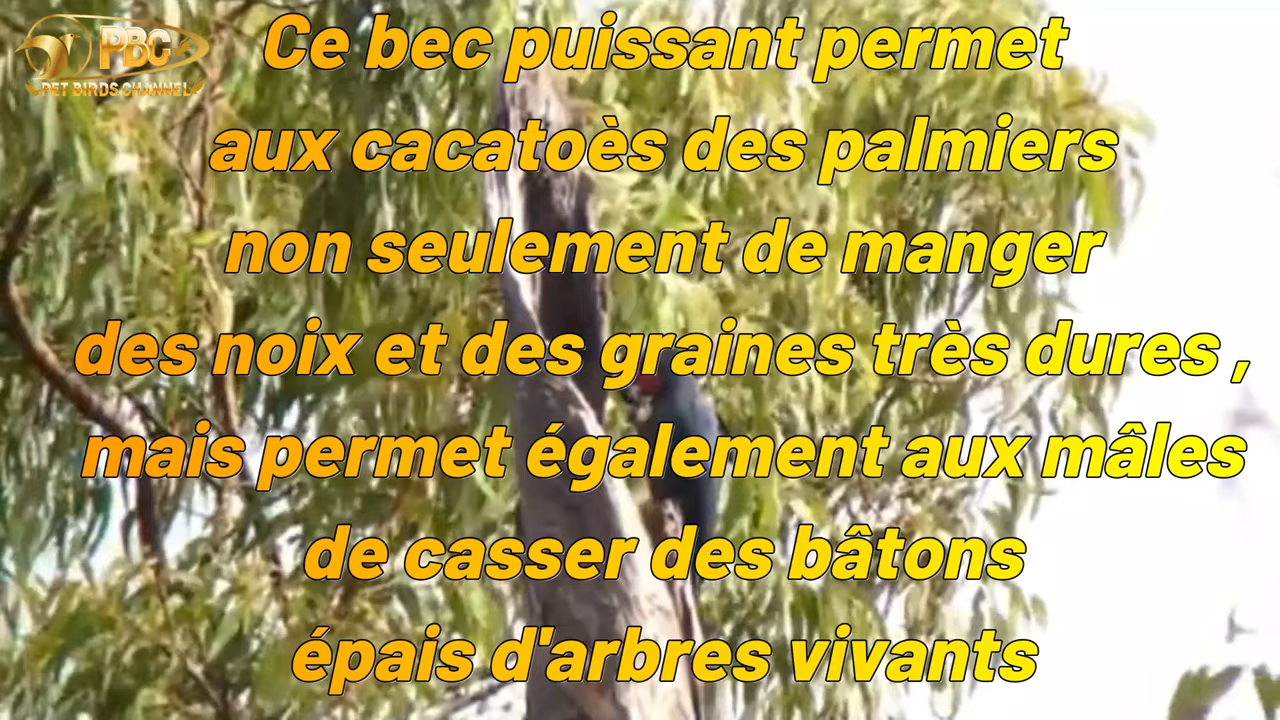 PBC
PET BIRDS CHANNEL
Ce bec puissant permet
aux cacatoès des palmiers
non seulement de manger
des noix et des graines très dures ,
mais permet également aux mâles
de casser des bâtons
épais d'arbres vivants